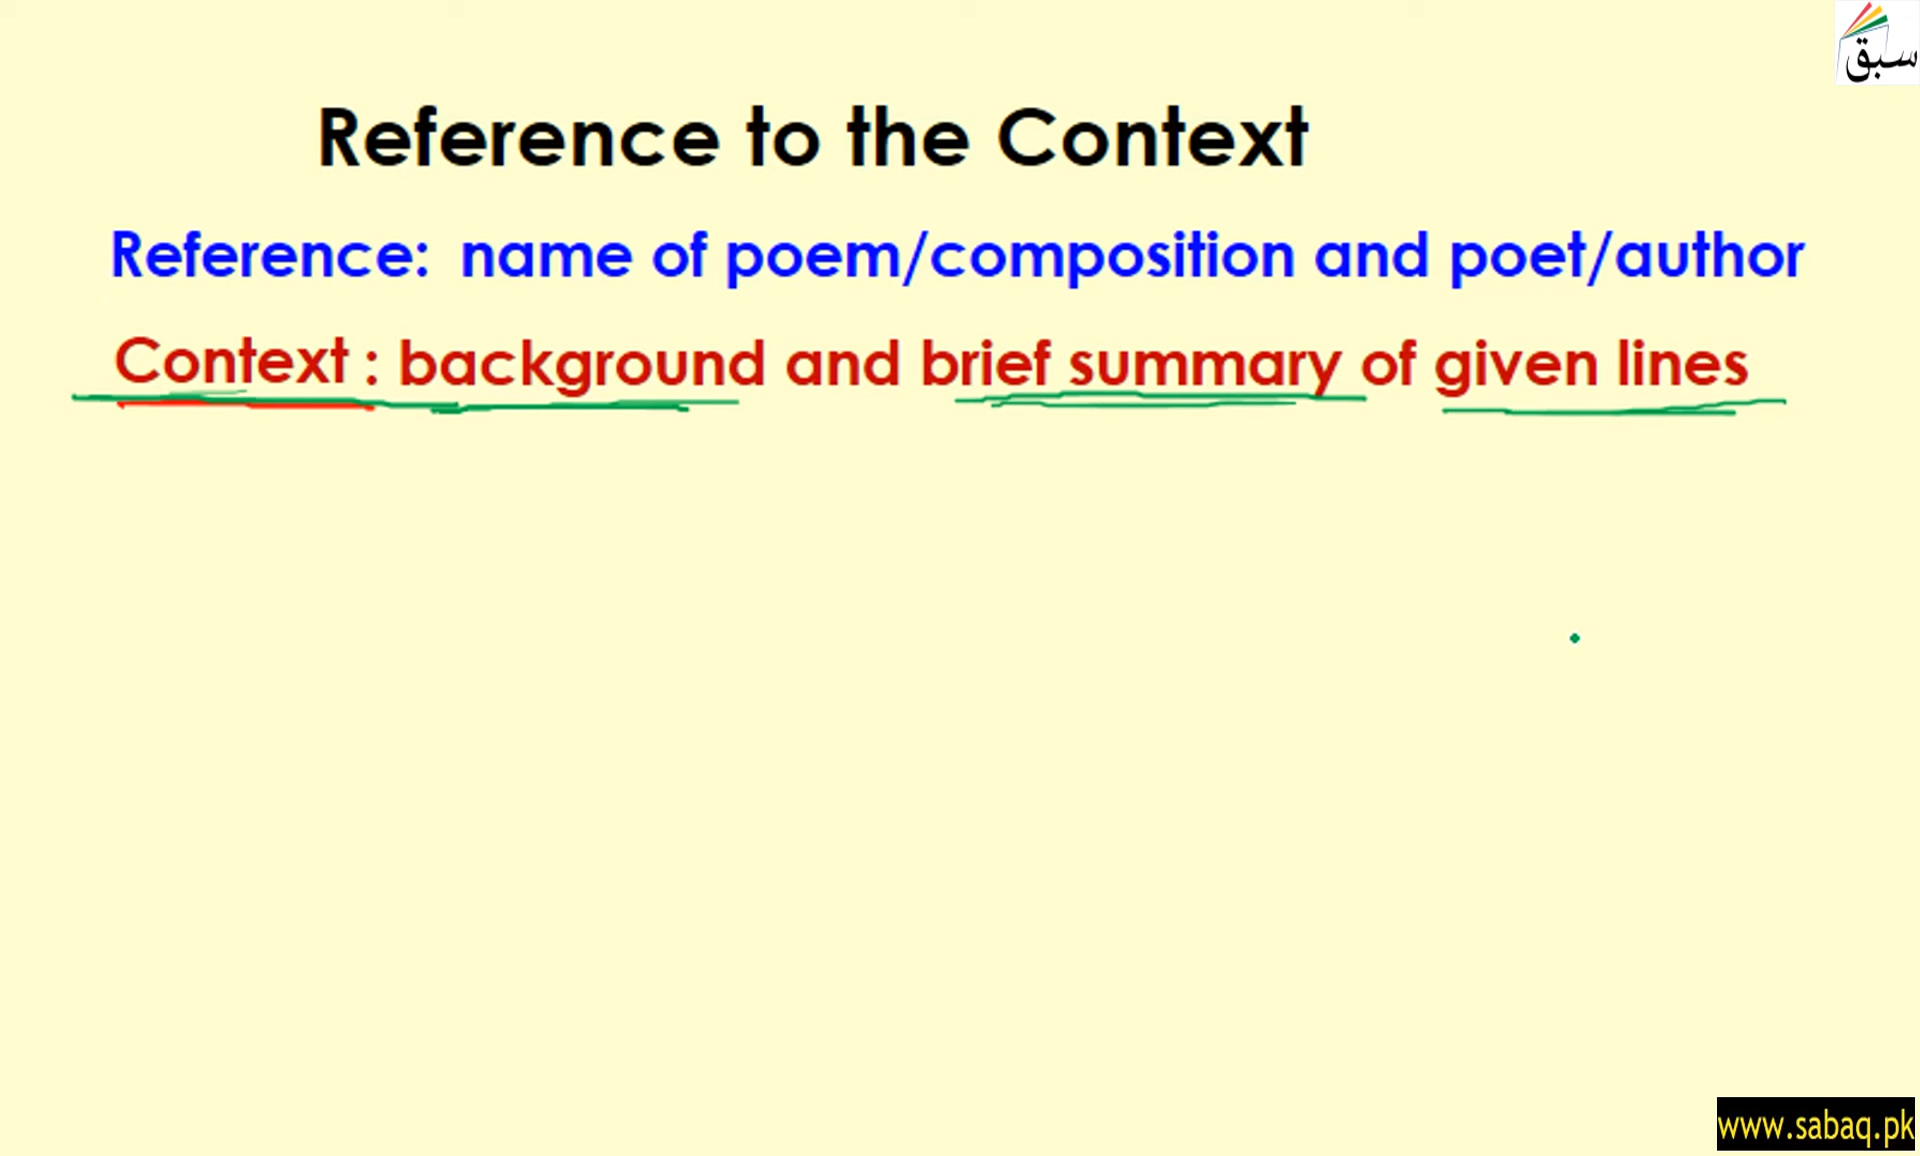 سبق
Reference to the Context
Reference: name of poem/composition and poet/author
Context : background and brief summary of given lines
www.sabaq.pk